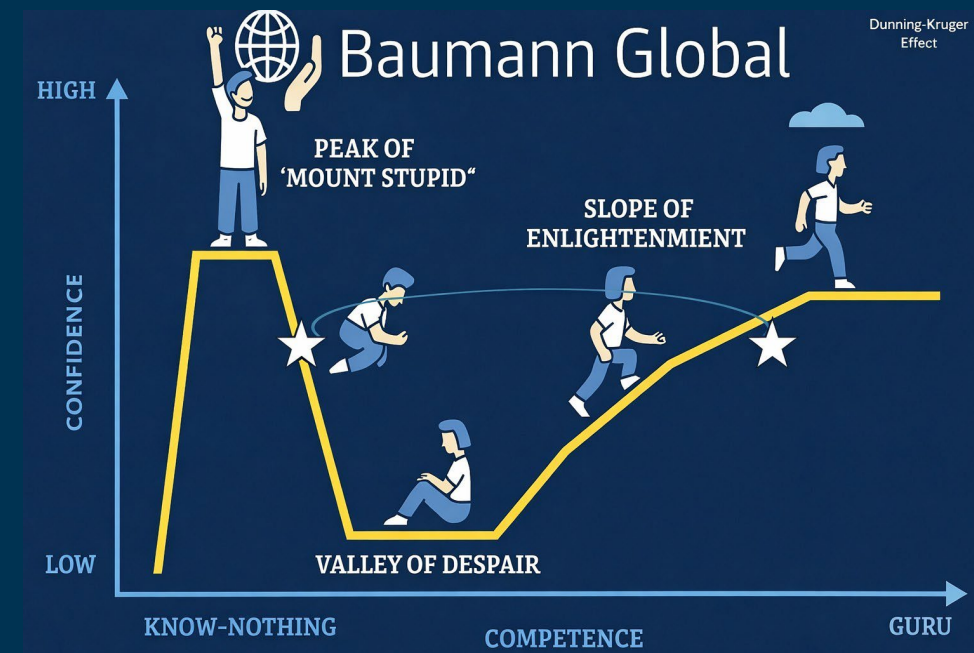 Baumann Global
Dunning-Kruger
Effect
HIGH
PEAK OF
‘MOUNT STUPID“
SLOPE OF
ENLIGHTENMIENT
CONFIDENCE
LOW
VALLEY OF DESPAIR
KNOW-NOTHING
COMPETENCE
GURU